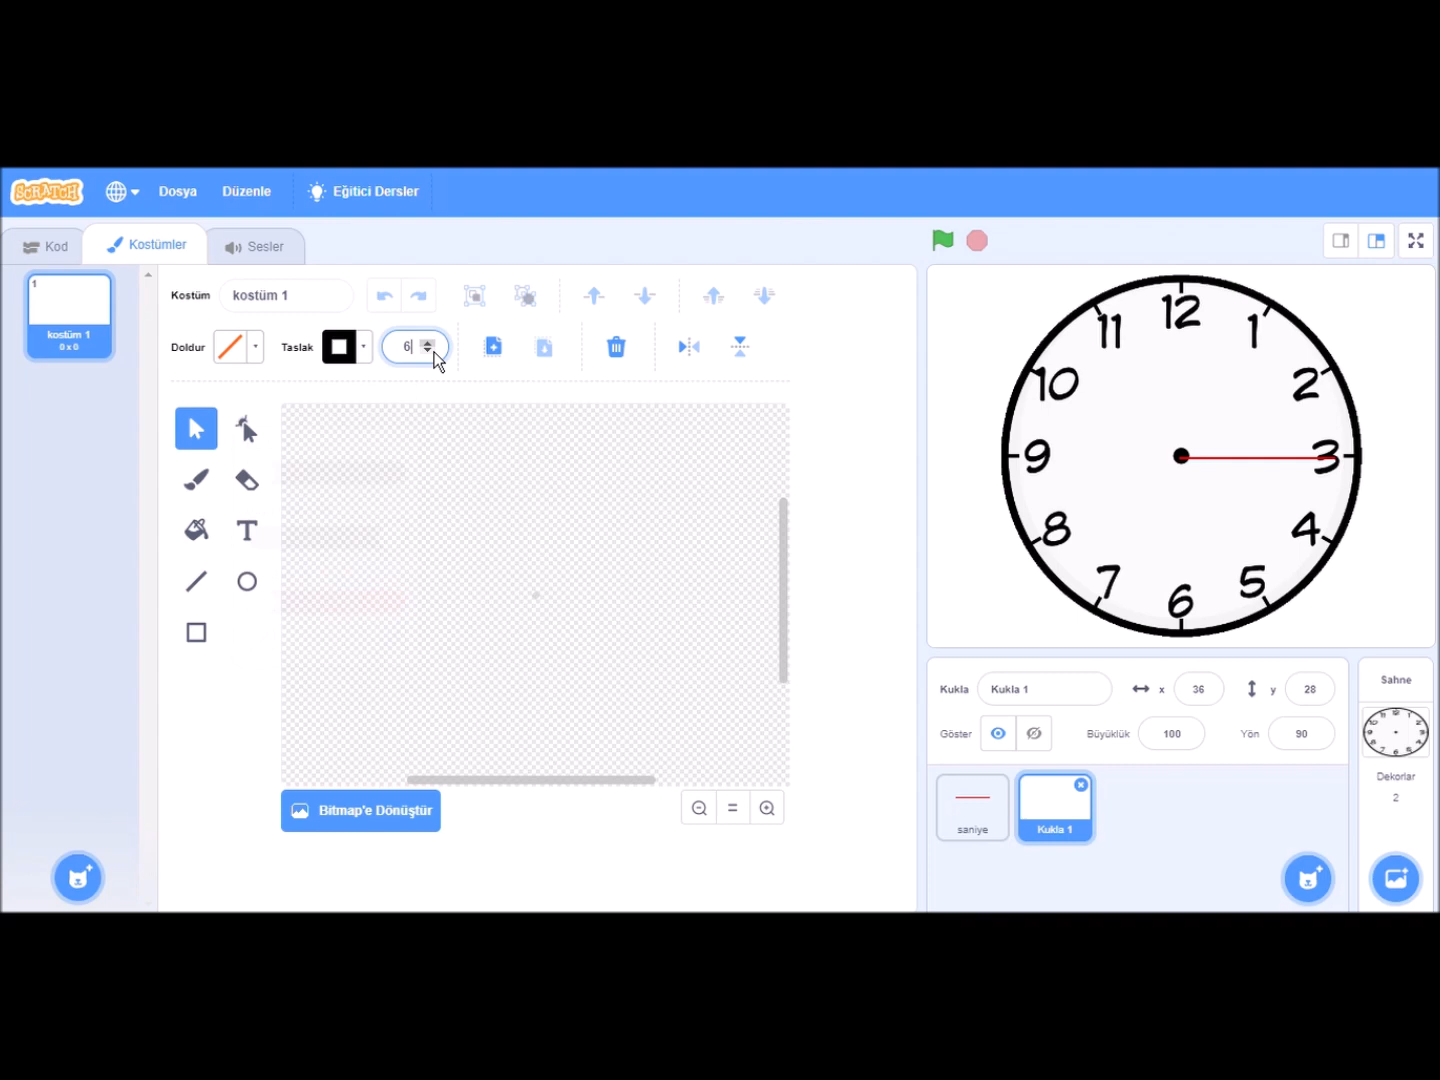 SCRATCH
Dosya
Düzenle
Eğitici Dersler
Kod
Kostümler
Sesler
1
kostüm 1
0 x 0
Kostüm
kostüm 1
Doldur
Taslak
6
T
Bitmap'e Dönüştür
=
12
1
2
3
4
5
6
7
8
9
10
11
Kukla
Kukla 1
x
36
y
28
Göster
Büyüklük
100
Yön
90
saniye
Kukla 1
Sahne
Dekorlar
2